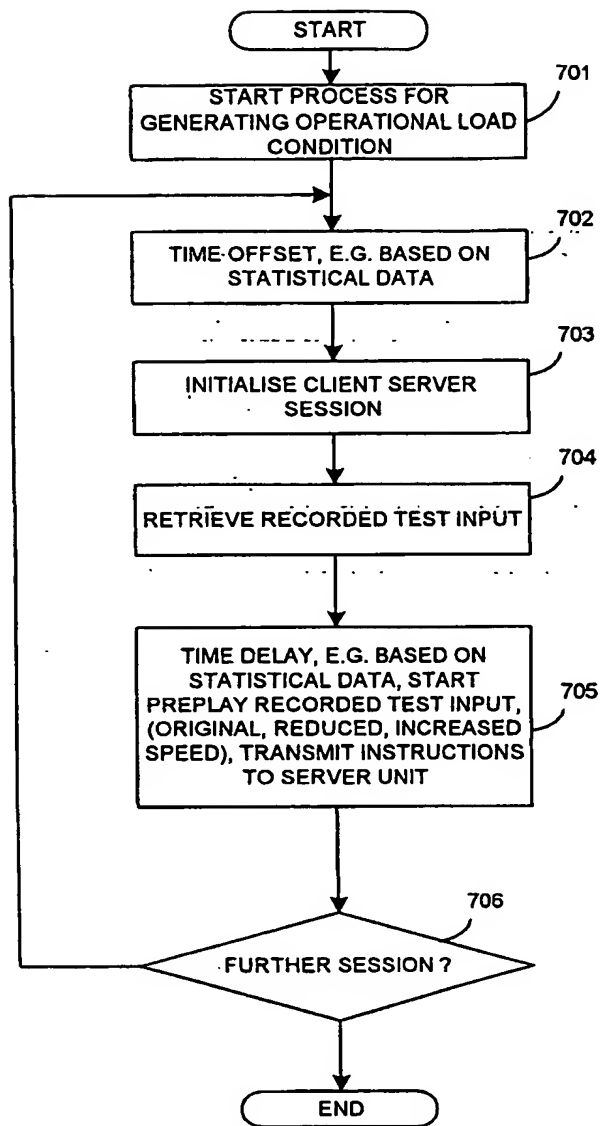 START
701
START PROCESS FOR
GENERATING OPERATIONAL LOAD
CONDITION
702
TIME-OFFSET, E.G. BASED ON
STATISTICAL DATA
703
INITIALISE CLIENT SERVER
SESSION
704
RETRIEVE RECORDED TEST INPUT
TIME DELAY, E.G. BASED ON
STATISTICAL DATA, START
PREPLAY RECORDED TEST INPUT,
(ORIGINAL, REDUCED, INCREASED
SPEED), TRANSMIT INSTRUCTIONS
TO SERVER UNIT
705
706
FURTHER SESSION ?
END